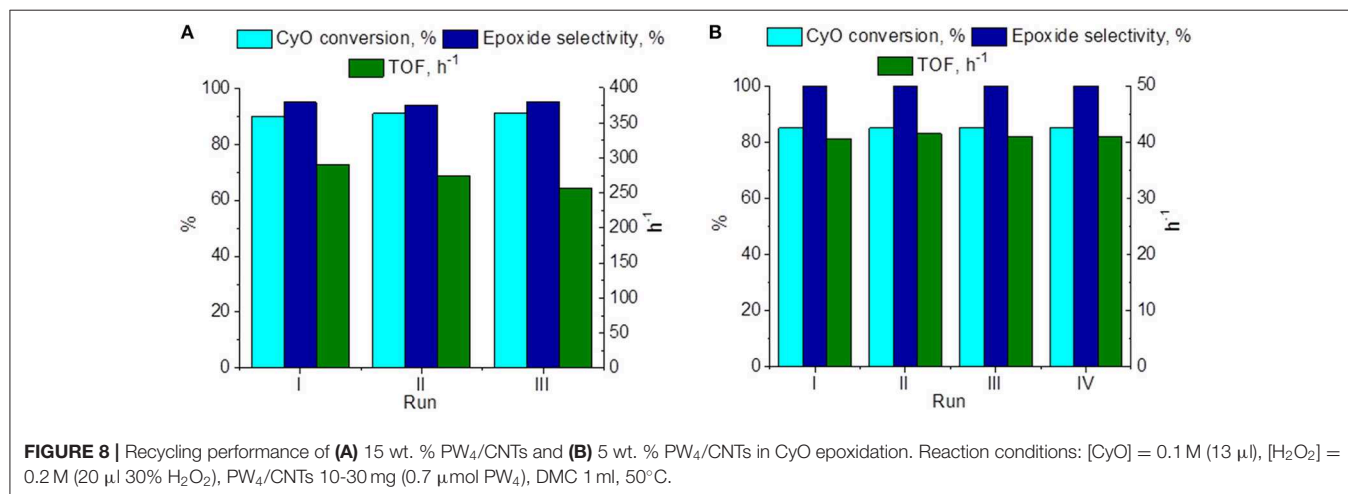 A
CyO conversion, % Epoxide selectivity, %
TOF, h⁻¹
100
80
60
40
20
0
%
400
350
300
250
200
150
100
50
0
h⁻¹
I II III
Run
B
CyO conversion, % Epoxide selectivity, %
TOF, h⁻¹
100
80
60
40
20
0
%
50
40
30
20
10
0
h⁻¹
I II III IV
Run
FIGURE 8 | Recycling performance of (A) 15 wt. % PW₄/CNTs and (B) 5 wt. % PW₄/CNTs in CyO epoxidation. Reaction conditions: [CyO] = 0.1 M (13 μl), [H₂O₂] =
0.2 M (20 μl 30% H₂O₂), PW₄/CNTs 10-30 mg (0.7 μmol PW₄), DMC 1 ml, 50°C.